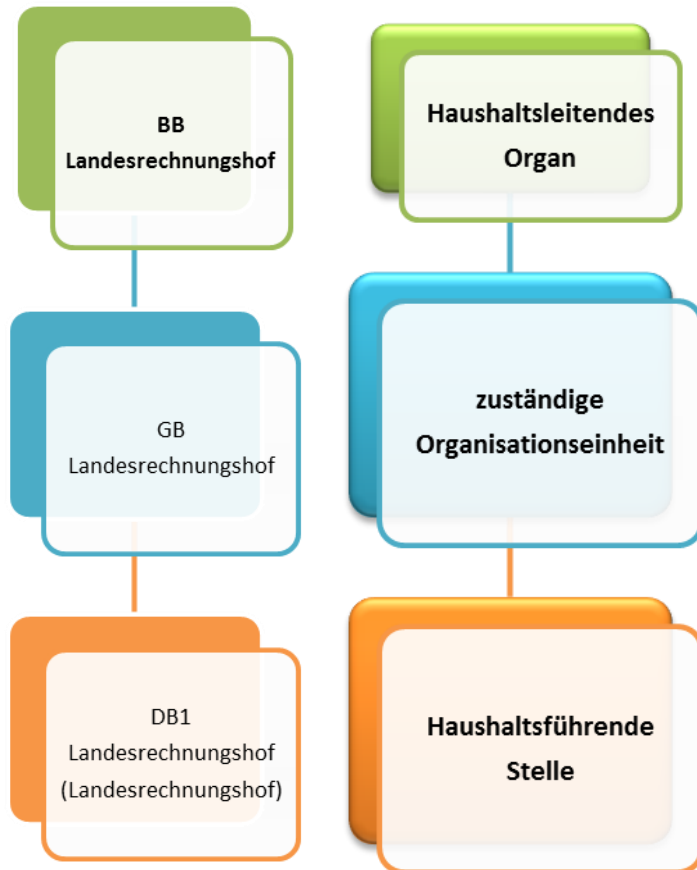 BB
Landesrechnungshof
Haushaltsleitendes
Organ
GB
Landesrechnungshof
zuständige
Organisationseinheit
DB1
Landesrechnungshof
(Landesrechnungshof)
Haushaltsführende
Stelle